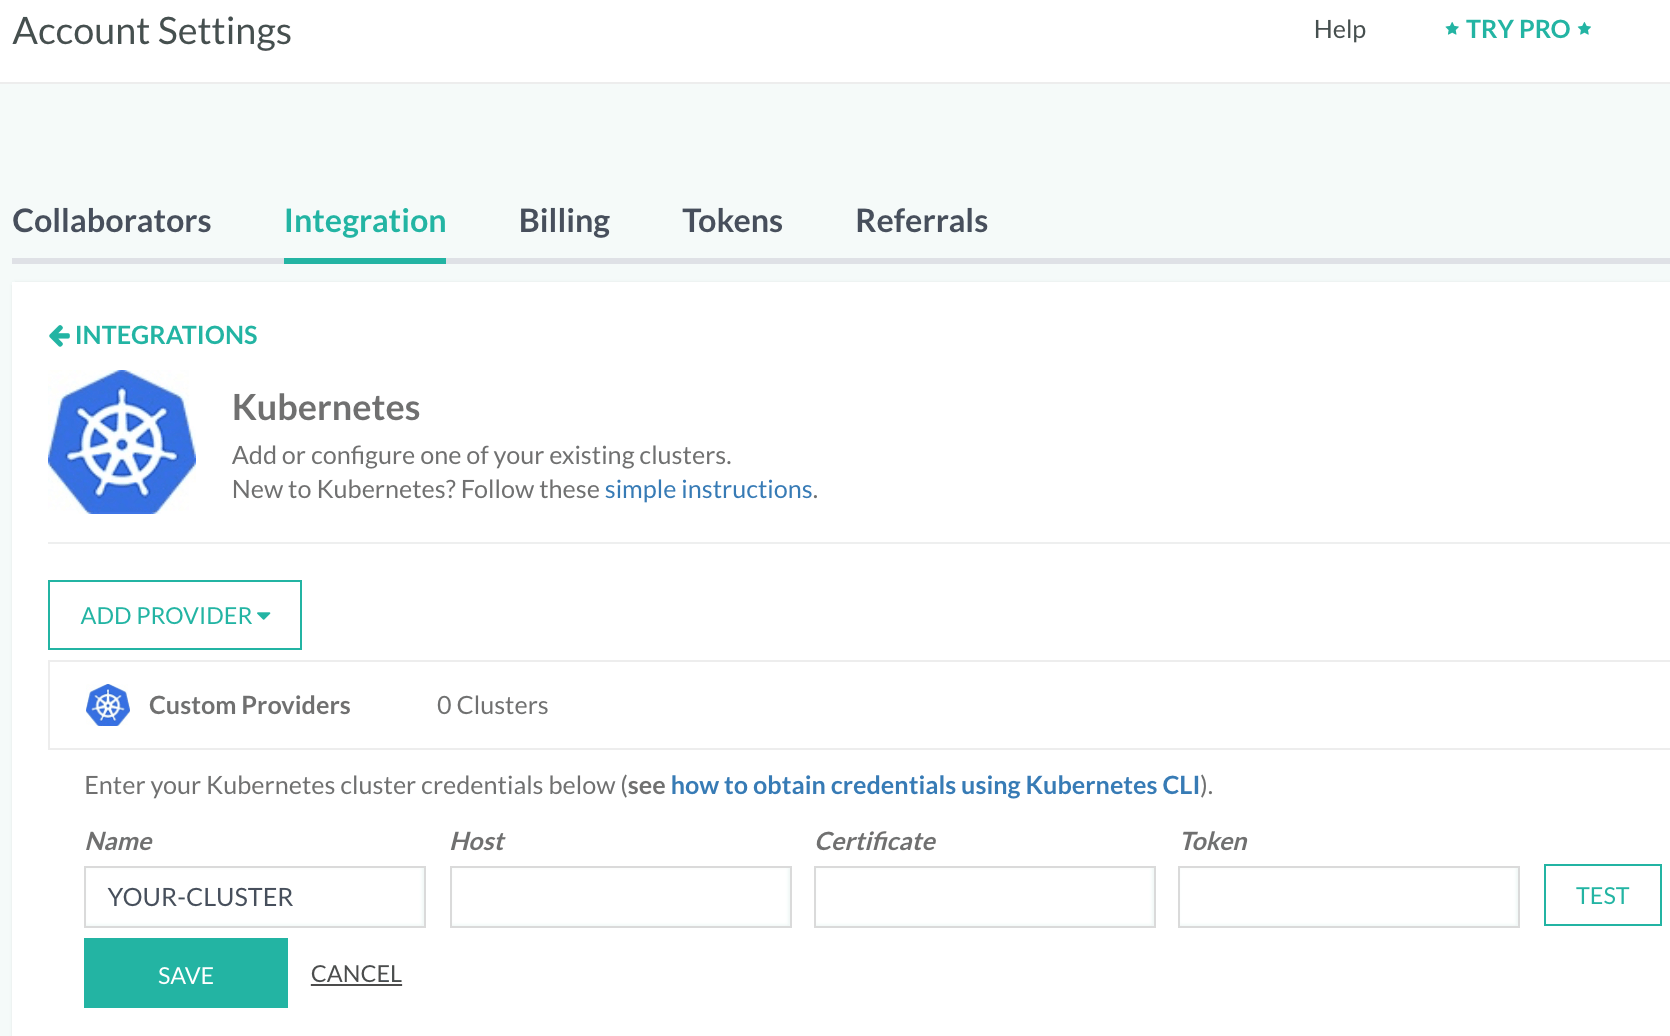 Account Settings
Help
TRY PRO
Collaborators Integration Billing Tokens Referrals
INTEGRATIONS
Kubernetes
Add or configure one of your existing clusters.
New to Kubernetes? Follow these simple instructions.
ADD PROVIDER
Custom Providers 0 Clusters
Enter your Kubernetes cluster credentials below (see how to obtain credentials using Kubernetes CLI).
Name Host Certificate Token
YOUR-CLUSTER
TEST
SAVE CANCEL